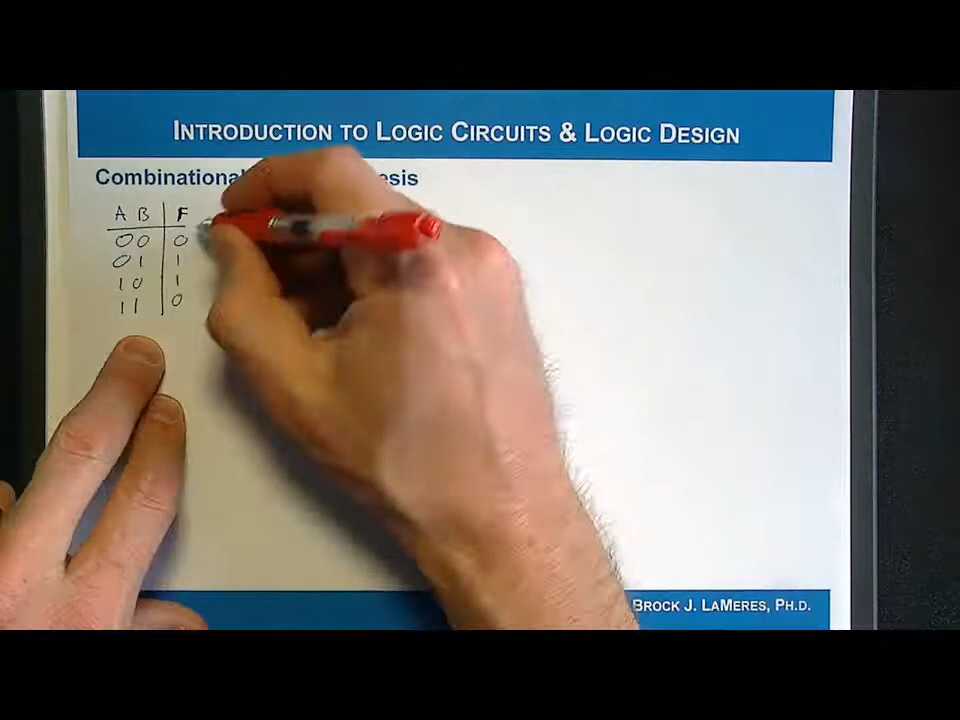 INTRODUCTION TO LOGIC CIRCUITS & LOGIC DESIGN
Combinational
A B F
0 0 0
0 1 1
1 0 1
1 1 0
BROCK J. LAMERES, PH.D.